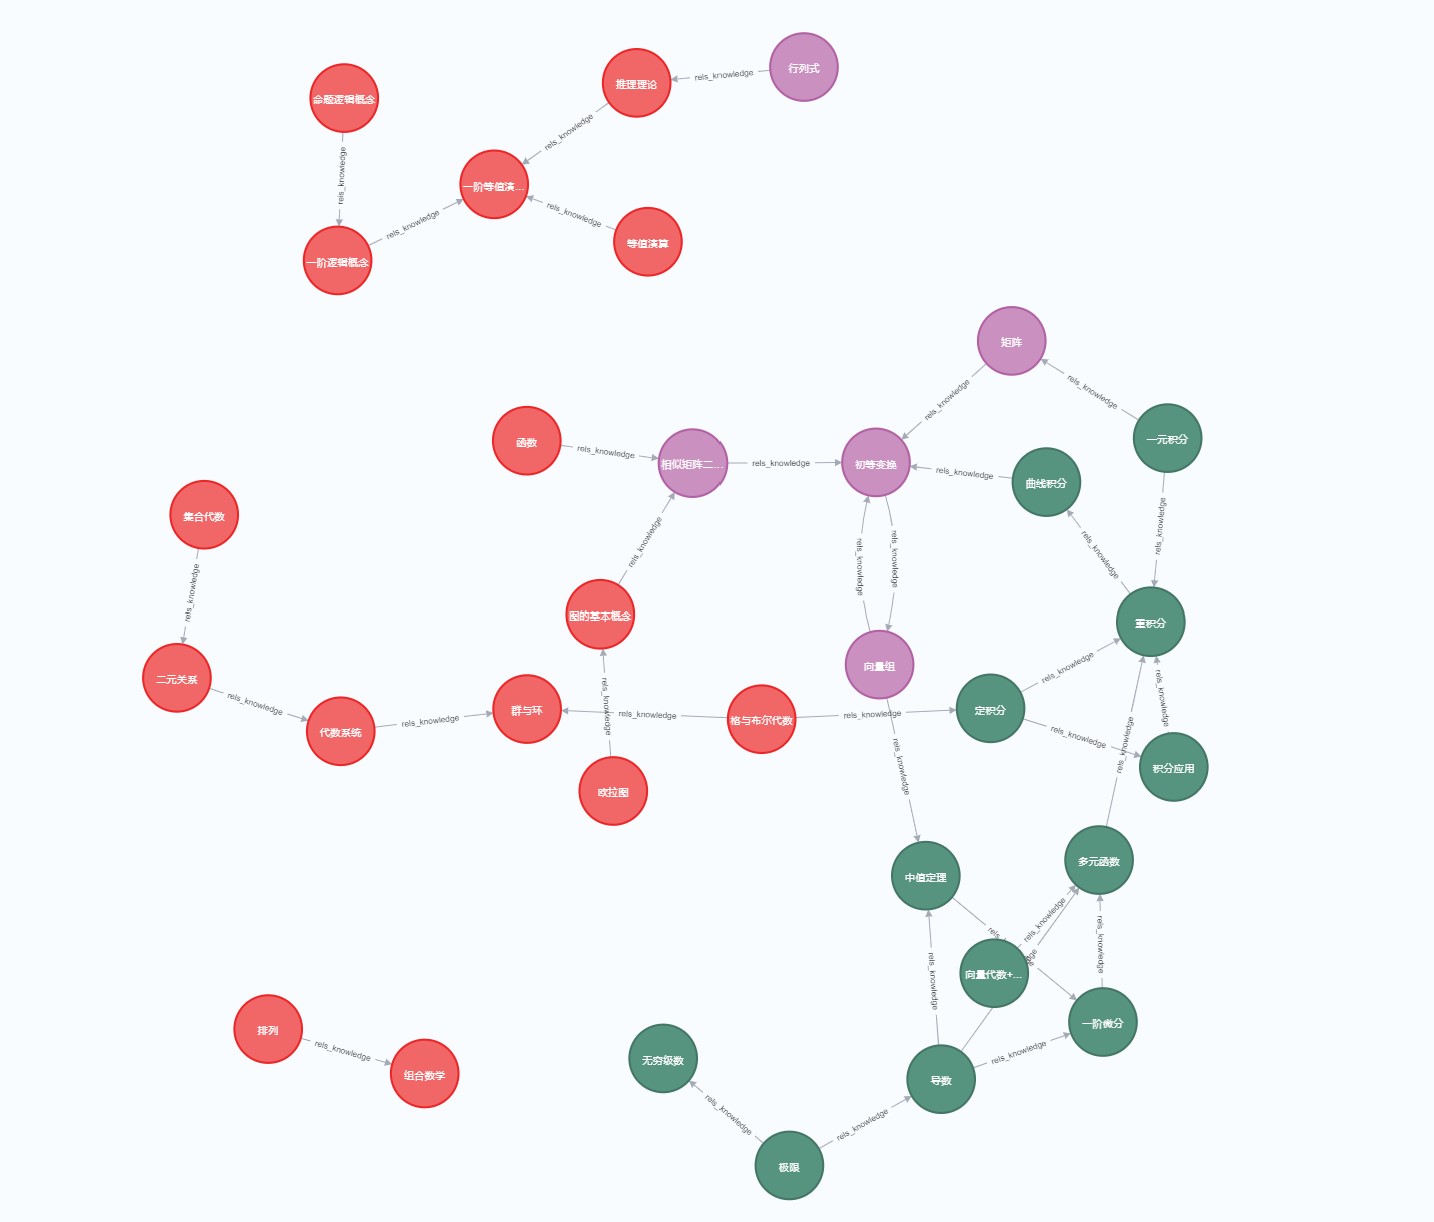 行列式
rels_knowledge
推理理论
命题逻辑概念
rels_knowledge
rels_knowledge
一阶等值演...
rels_knowledge
rels_knowledge
等值演算
一阶逻辑概念
矩阵
rels_knowledge
rels_knowledge
一元积分
函数
rels_knowledge
相似矩阵二...
rels_knowledge
初等变换
rels_knowledge
曲线积分
集合代数
rels_knowledge
rels_knowledge
rels_knowledge
rels_knowledge
rels_knowledge
rels_knowledge
图的基本概念
重积分
向量组
rels_knowledge
二元关系
rels_knowledge
rels_knowledge
rels_knowledge
代数系统
rels_knowledge
群与环
rels_knowledge
格与布尔代数
rels_knowledge
定积分
rels_knowledge
rels_knowledge
积分应用
欧拉图
rels_knowledge
中值定理
多元函数
rels_knowledge
rels_
rels_knowledge
dge
rels_knowledge
向量代数+...
排列
rels_knowledge
组合数学
无穷级数
一阶微分
rels_knowledge
导数
rels_knowledge
rels_knowledge
极限